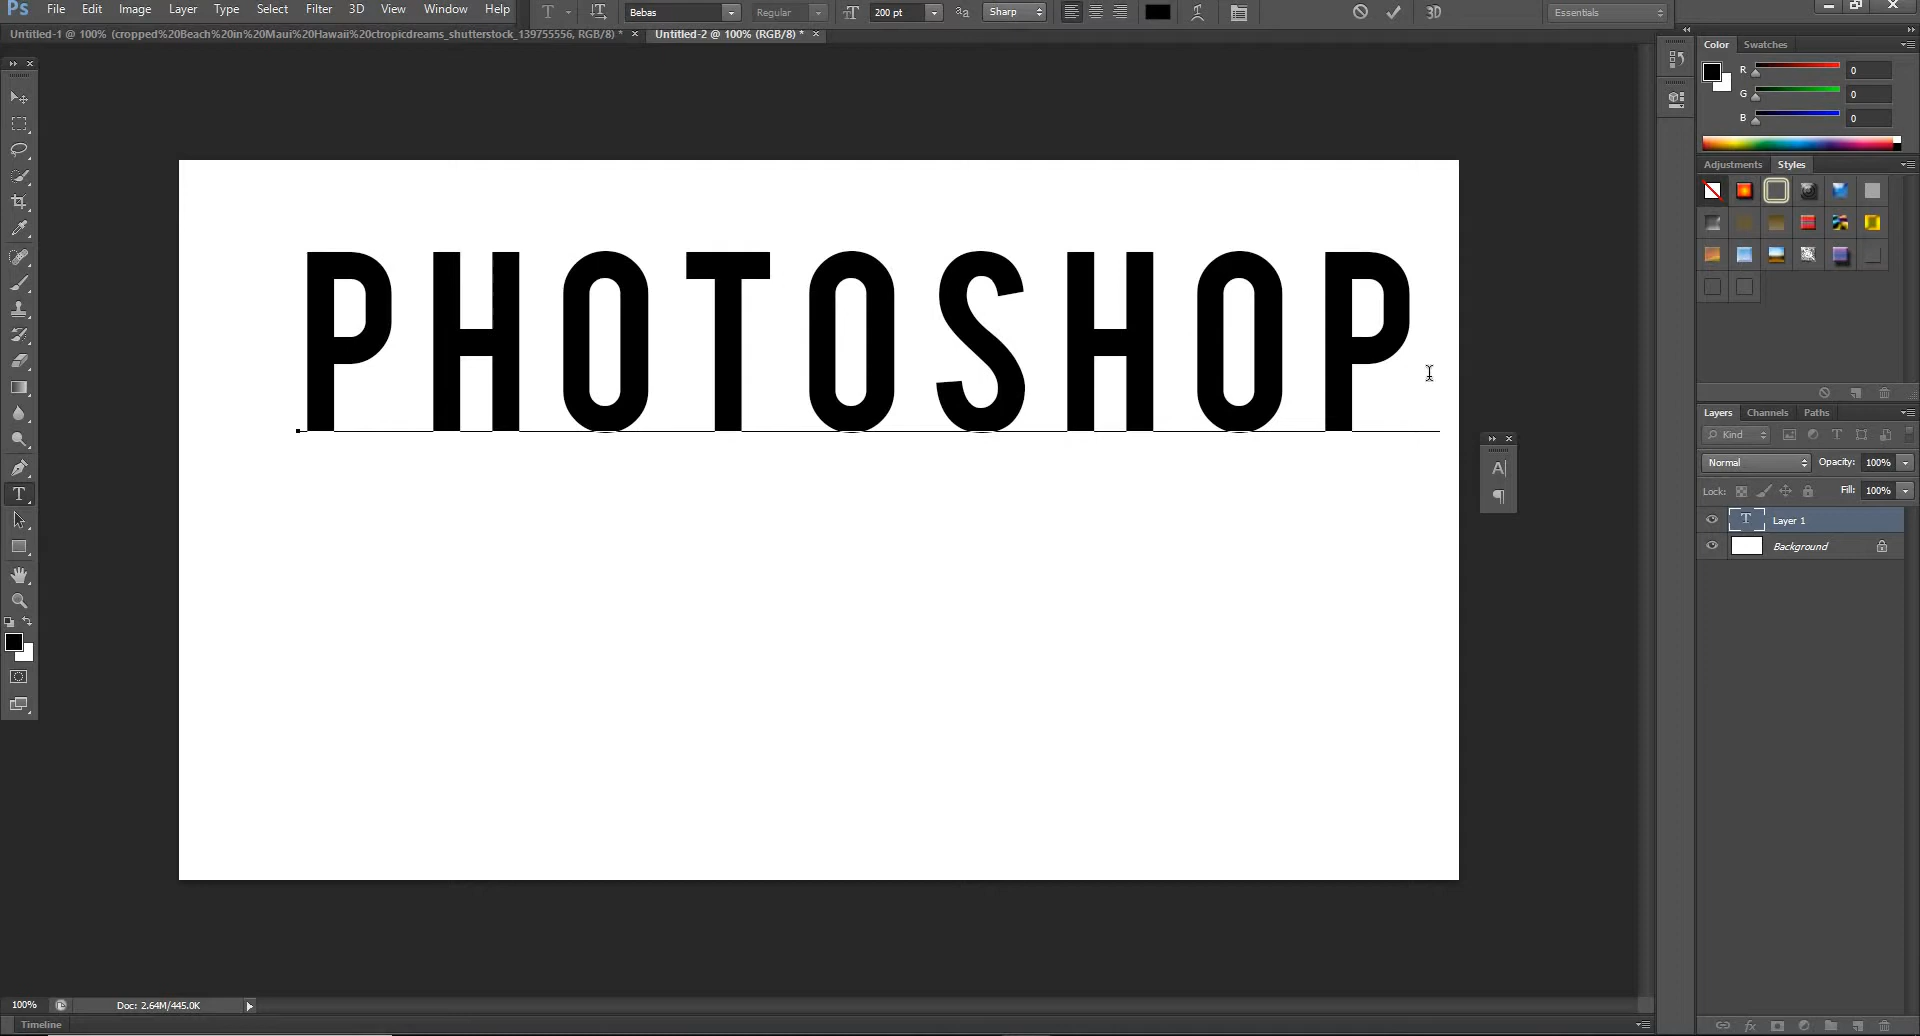 Ps File Edit Image Layer Type Select Filter 3D View Window Help Bebas Regular 200 pt Sharp 3D Essentials
Untitled-1 @ 100% (cropped%20Beach%20in%20Maui%20Hawaii%20ctropicdreams_shutterstock_139755556, RGB/8) * Untitled-2 @ 100% (RGB/8) *
Color Swatches
R 0
G 0
B 0
Adjustments Styles
PHOTOSHOP
Layers Channels Paths
Kind
Normal Opacity: 100%
Lock: Fill: 100%
Layer 1
Background
100% Doc: 2.64M/445.0K
Timeline